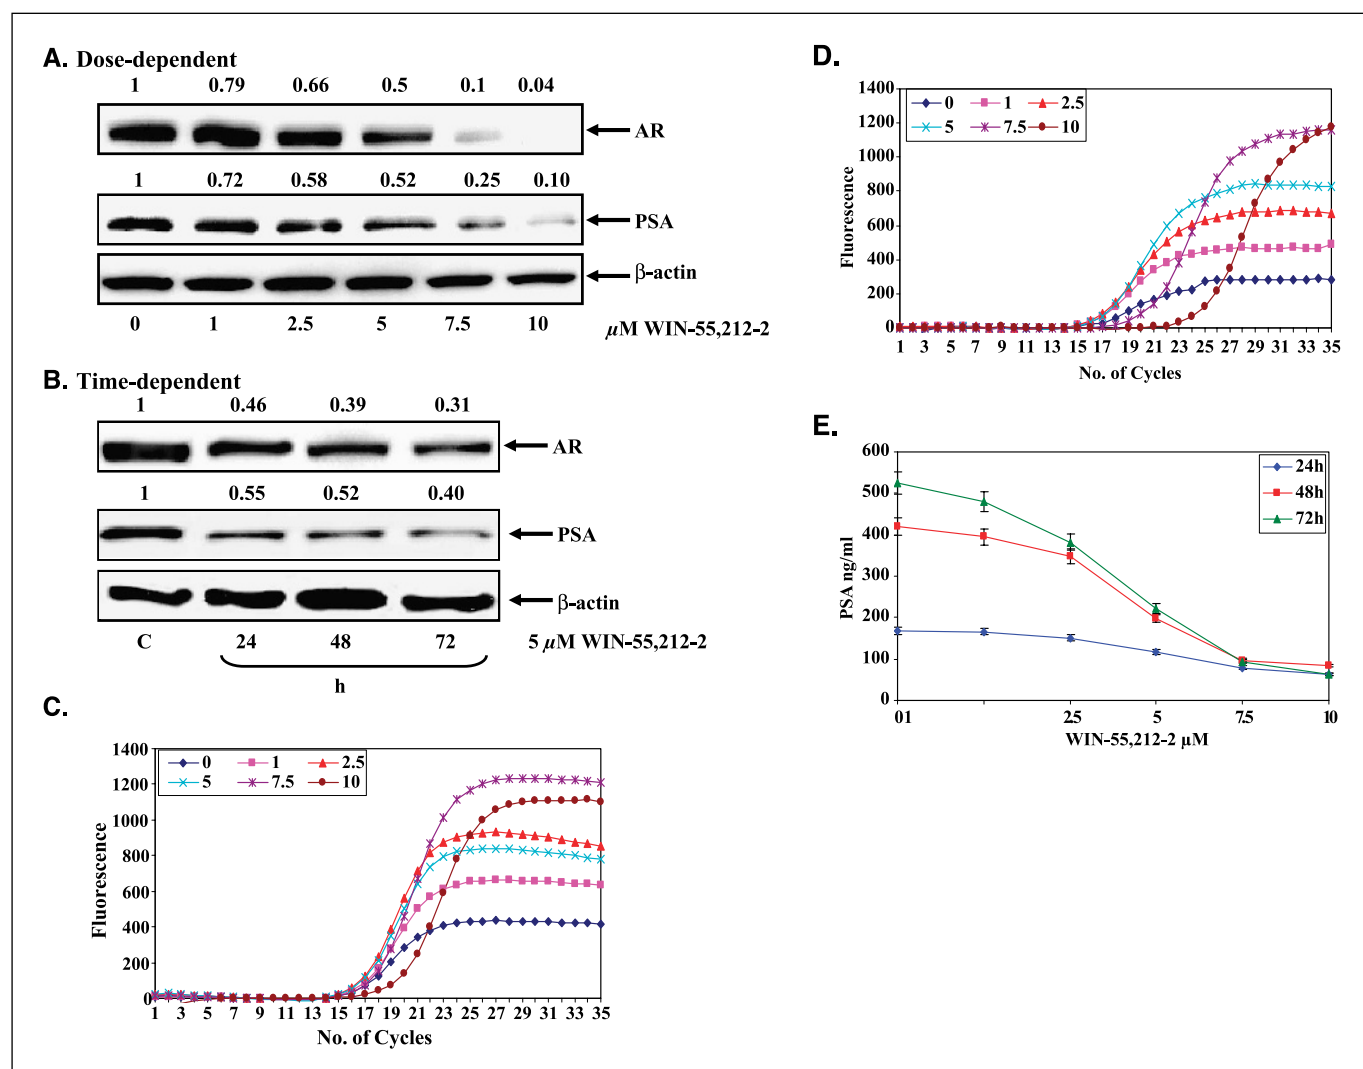 A. Dose-dependent
1 0.79 0.66 0.5 0.1 0.04
AR
1 0.72 0.58 0.52 0.25 0.10
PSA
β-actin
0 1 2.5 5 7.5 10 µM WIN-55,212-2
B. Time-dependent
1 0.46 0.39 0.31
AR
1 0.55 0.52 0.40
PSA
β-actin
C 24 48 72 5 µM WIN-55,212-2
h
C.
1400
1200
1000
800
600
400
200
0
Fluorescence
0 1 2.5
5 7.5 10
1 3 5 7 9 11 13 15 17 19 21 23 25 27 29 31 33 35
No. of Cycles
D.
1400
1200
1000
800
600
400
200
0
Fluorescence
0 1 2.5
5 7.5 10
1 3 5 7 9 11 13 15 17 19 21 23 25 27 29 31 33 35
No. of Cycles
E.
600
500
400
300
200
100
0
PSA ng/ml
24h
48h
72h
01 25 5 75 10
WIN-55,212-2 µM